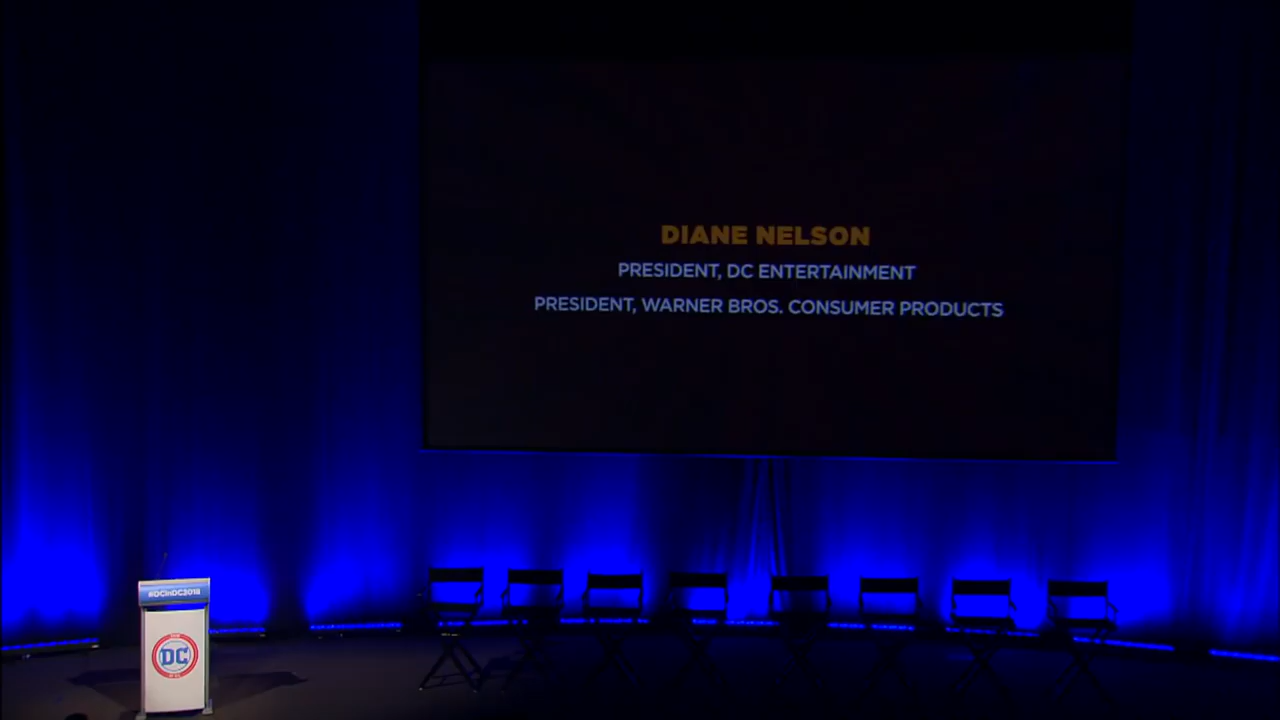 DIANE NELSON
PRESIDENT, DC ENTERTAINMENT
PRESIDENT, WARNER BROS. CONSUMER PRODUCTS
#DCinDC2018
DC